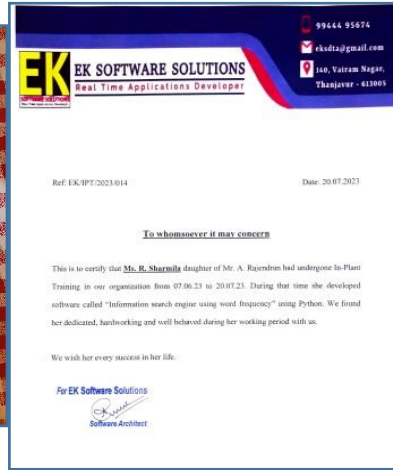 99444 95674
eksdta@gmail.com
140, Vairam Nagar,
Thanjavur - 613005
EK
EK SOFTWARE SOLUTIONS
Real Time Applications Developer
Ref: EK/IPT/2023/014
Date: 20.07.2023
To whomsoever it may concern
This is to certify that Ms. R. Sharmila daughter of Mr. A. Rajendran had undergone In-Plant
Training in our organization from 07.06.23 to 20.07.23. During that time she developed
software called “Information search engine using word frequency” using Python. We found
her dedicated, hardworking and well behaved during her working period with us.
We wish her every success in her life.
For EK Software Solutions
Software Architect